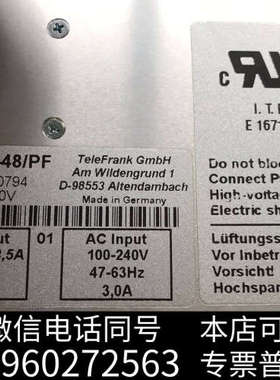 -48/PF
TeleFrank GmbH
Am Wildengrund 1
D-98553 Altendambach
0794
0V
Made in Germany
01
AC Input
100-240V
47-63Hz
3,0A
,5A
c
I. T. E
E 1671
Do not bloc
Connect P
High-volta
Electric sh
Lüftungss
Vor Inbetr
Vorsicht!
Hochspan
微信电话同号
960272563
本店可
专票普票